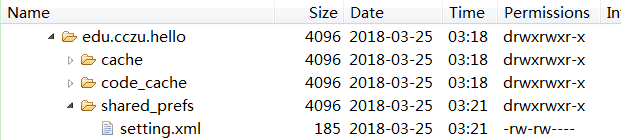 Name Size Date Time Permissions In
edu.cczu.hello 4096 2018-03-25 03:18 drwxrwxr-x
cache 4096 2018-03-25 03:18 drwxrwxr-x
code_cache 4096 2018-03-25 03:18 drwxrwxr-x
shared_prefs 4096 2018-03-25 03:21 drwxrwxr-x
setting.xml 185 2018-03-25 03:21 -rw-rw----